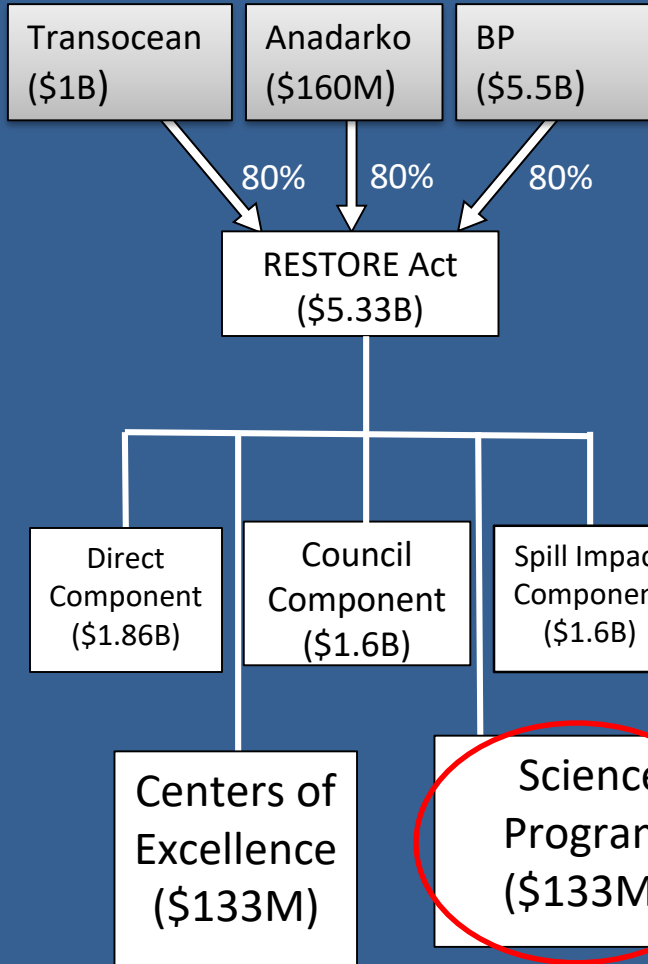 Transocean
($1B)
Anadarko
($160M)
BP
($5.5B)
80%
80%
80%
RESTORE Act
($5.33B)
Direct
Component
($1.86B)
Council
Component
($1.6B)
Spill Impac
Componen
($1.6B)
Centers of
Excellence
($133M)
Science
Program
($133M